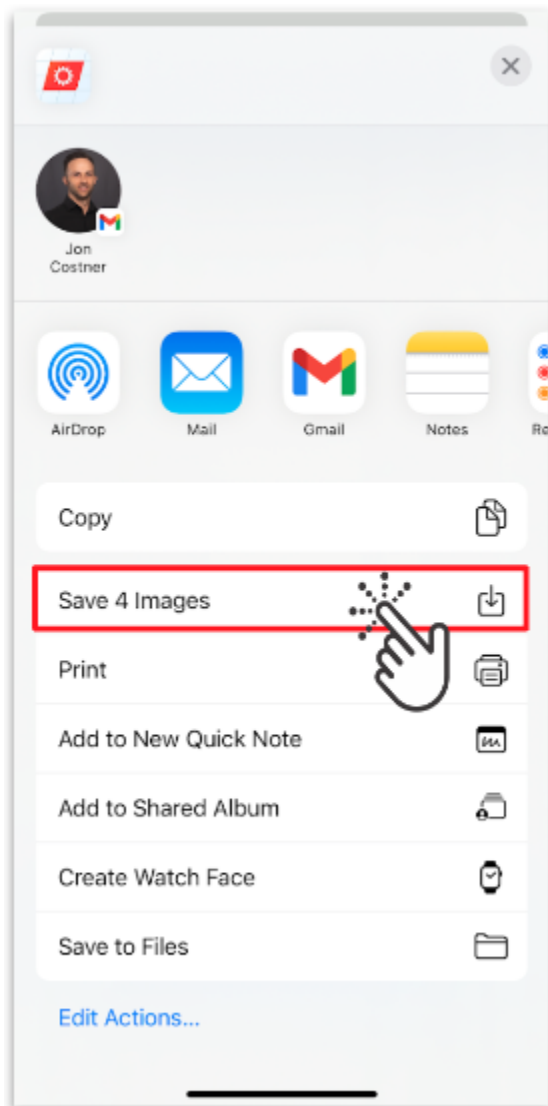 Jon
Costner
AirDrop
Mail
Gmail
Notes
Re
Copy
Save 4 Images
Print
Add to New Quick Note
Add to Shared Album
Create Watch Face
Save to Files
Edit Actions...